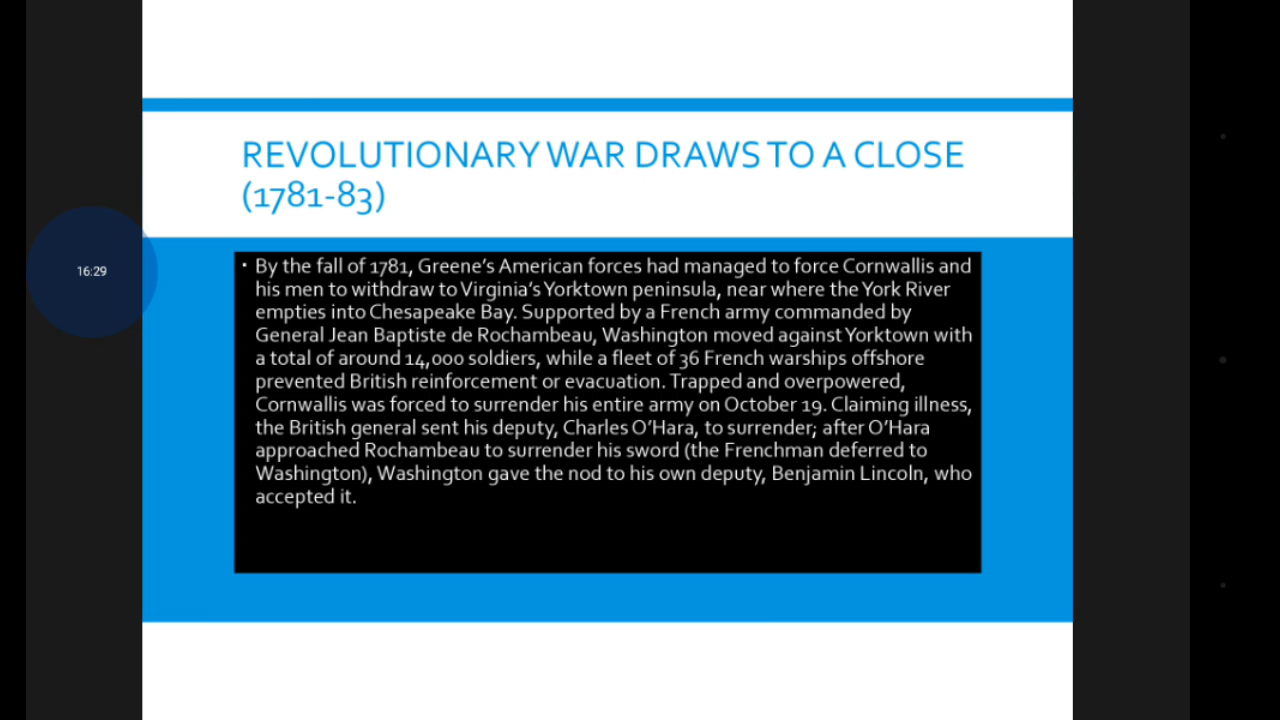 REVOLUTIONARY WAR DRAWS TO A CLOSE
(1781-83)
16:29
• By the fall of 1781, Greene’s American forces had managed to force Cornwallis and
his men to withdraw to Virginia’s Yorktown peninsula, near where the York River
empties into Chesapeake Bay. Supported by a French army commanded by
General Jean Baptiste de Rochambeau, Washington moved against Yorktown with
a total of around 14,000 soldiers, while a fleet of 36 French warships offshore
prevented British reinforcement or evacuation. Trapped and overpowered,
Cornwallis was forced to surrender his entire army on October 19. Claiming illness,
the British general sent his deputy, Charles O’Hara, to surrender; after O’Hara
approached Rochambeau to surrender his sword (the Frenchman deferred to
Washington), Washington gave the nod to his own deputy, Benjamin Lincoln, who
accepted it.